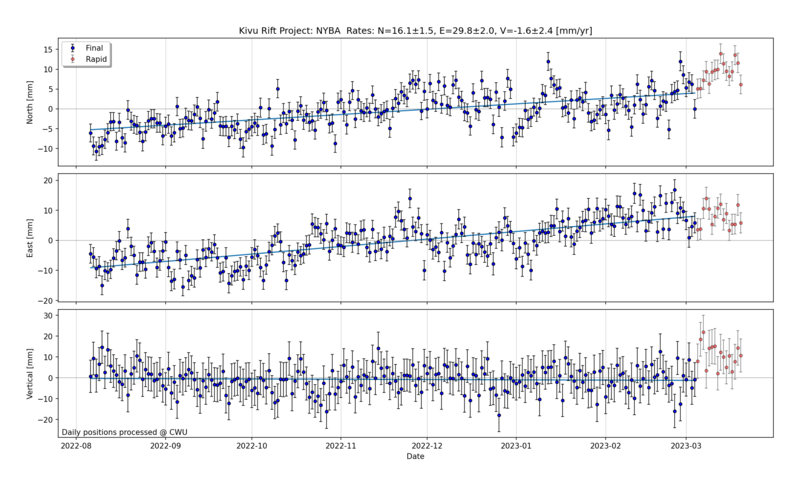 Kivu Rift Project: NYBA  Rates: N=16.1±1.5, E=29.8±2.0, V=-1.6±2.4 [mm/yr]
Final
Rapid
North [mm]
15
10
5
0
−5
−10
East [mm]
20
10
0
−10
−20
Vertical [mm]
30
20
10
0
−10
−20
Daily positions processed @ CWU
2022-08 2022-09 2022-10 2022-11 2022-12 2023-01 2023-02 2023-03
Date